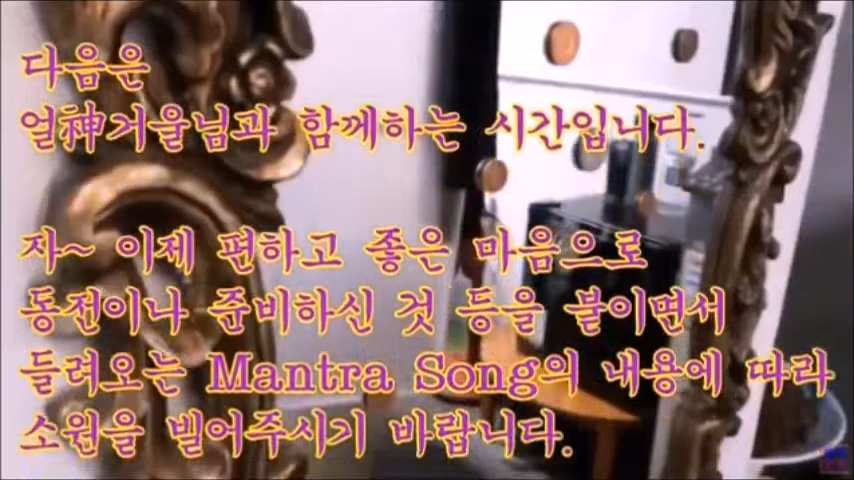 다음은
얼神거울님과 함께하는 시간입니다.
자~ 이제 편하고 좋은 마음으로
동전이나 준비하신 것 등을 붙이면서
들려오는 Mantra Song의 내용에 따라
소원을 빌어주시기 바랍니다.